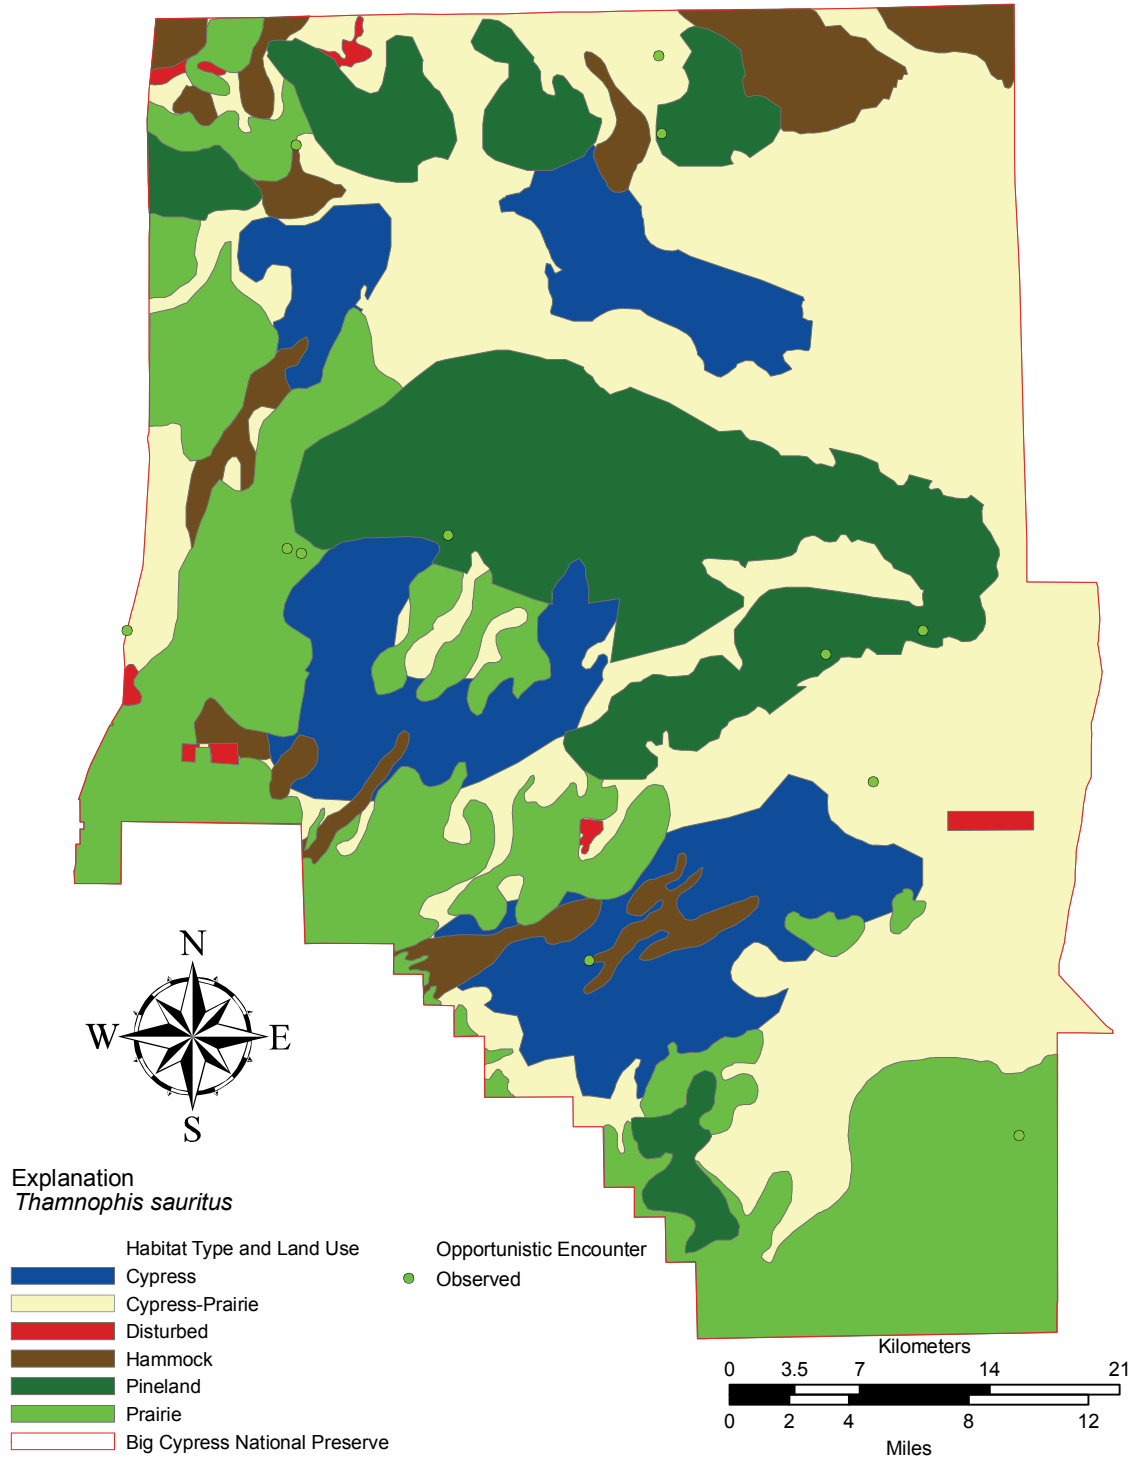 N
W E
S
Explanation
Thamnophis sauritus
Habitat Type and Land Use
Cypress
Cypress-Prairie
Disturbed
Hammock
Pineland
Prairie
Big Cypress National Preserve
Opportunistic Encounter
Observed
Kilometers
0 3.5 7 14 21
0 2 4 8 12
Miles